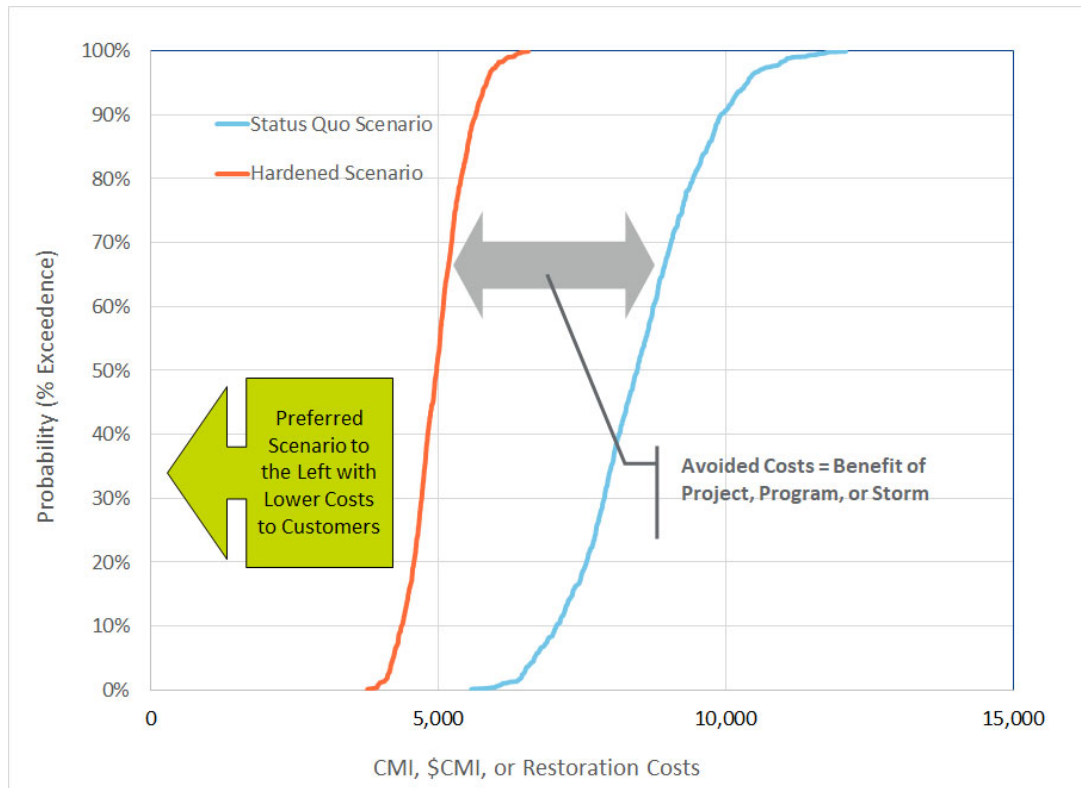 100%
90%
80%
70%
60%
50%
40%
30%
20%
10%
0%
Probability (% Exceedence)
Status Quo Scenario
Hardened Scenario
Preferred
Scenario to
the Left with
Lower Costs
to Customers
Avoided Costs = Benefit of
Project, Program, or Storm
0
5,000
10,000
15,000
CMI, $CMI, or Restoration Costs